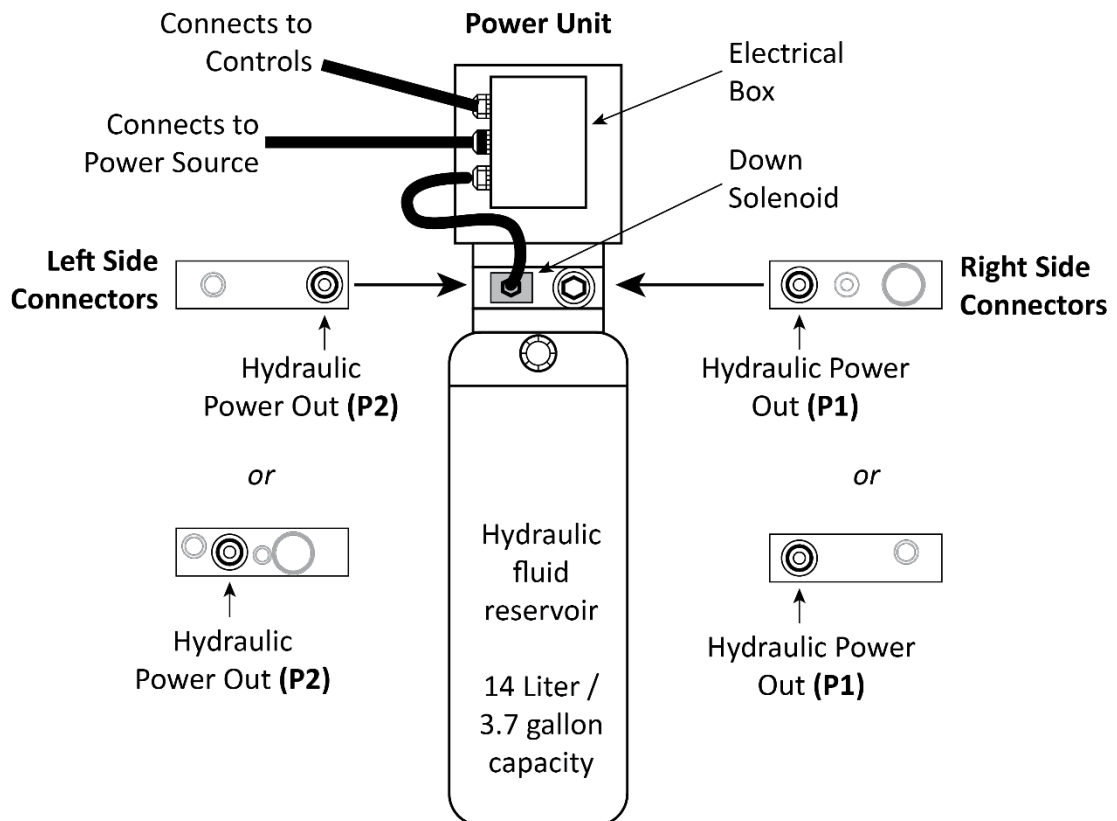 Power Unit
Connects to
Controls
Connects to
Power Source
Electrical
Box
Down
Solenoid
Left Side
Connectors
Right Side
Connectors
Hydraulic
Power Out (P2)
Hydraulic Power
Out (P1)
or
or
Hydraulic
Power Out (P2)
Hydraulic Power
Out (P1)
Hydraulic
fluid
reservoir
14 Liter /
3.7 gallon
capacity